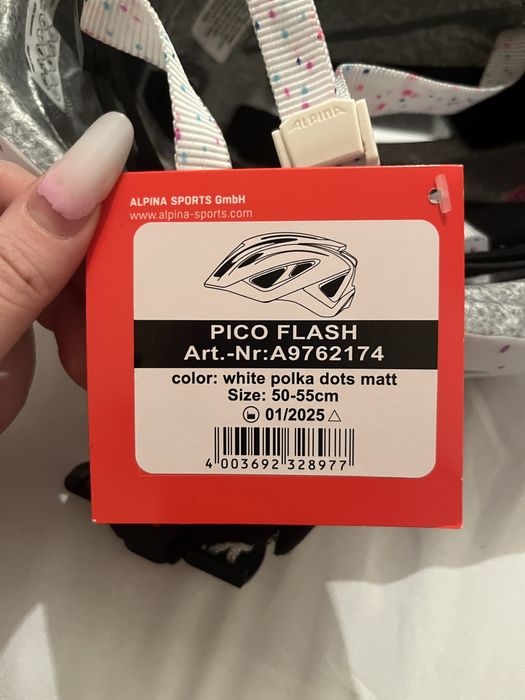 ALPINA
ALPINA SPORTS GmbH
www.alpina-sports.com
PICO FLASH
Art.-Nr:A9762174
color: white polka dots matt
Size: 50-55cm
01/2025
4 003692 328977